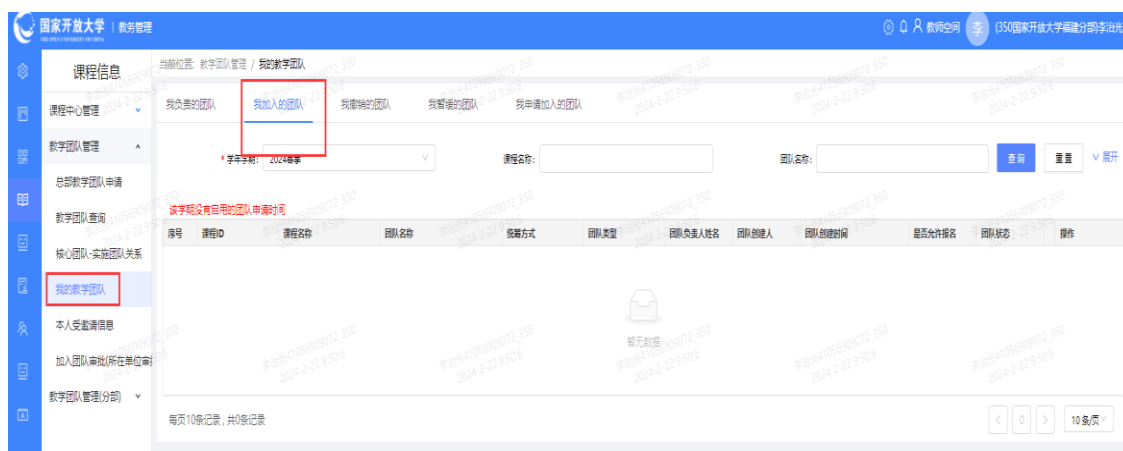 国家开放大学 | 教务管理
THE OPEN UNIVERSITY OF CHINA
教师空间 李 (350国家开放大学福建分部)李治光
课程信息
当前位置: 教学团队管理 / 我的教学团队
课程中心管理
教学团队管理
总部教学团队申请
教学团队查询
核心团队-实施团队关系
我的教学团队
本人受邀请信息
加入团队审批(所在单位审
教学团队管理(分部)
我负责的团队 我加入的团队 我撤销的团队 我暂缓的团队 我申请加入的团队
* 学年学期: 2024春季 课程名称: 团队名称: 查询 重置 展开
该学期没有启用的团队申请时间
序号 课程ID 课程名称 团队名称 统筹方式 团队类型 团队负责人姓名 团队创建人 团队创建时间 是否允许报名 团队状态 操作
暂无数据
每页10条记录 , 共0条记录
< 0 > 10 条/页